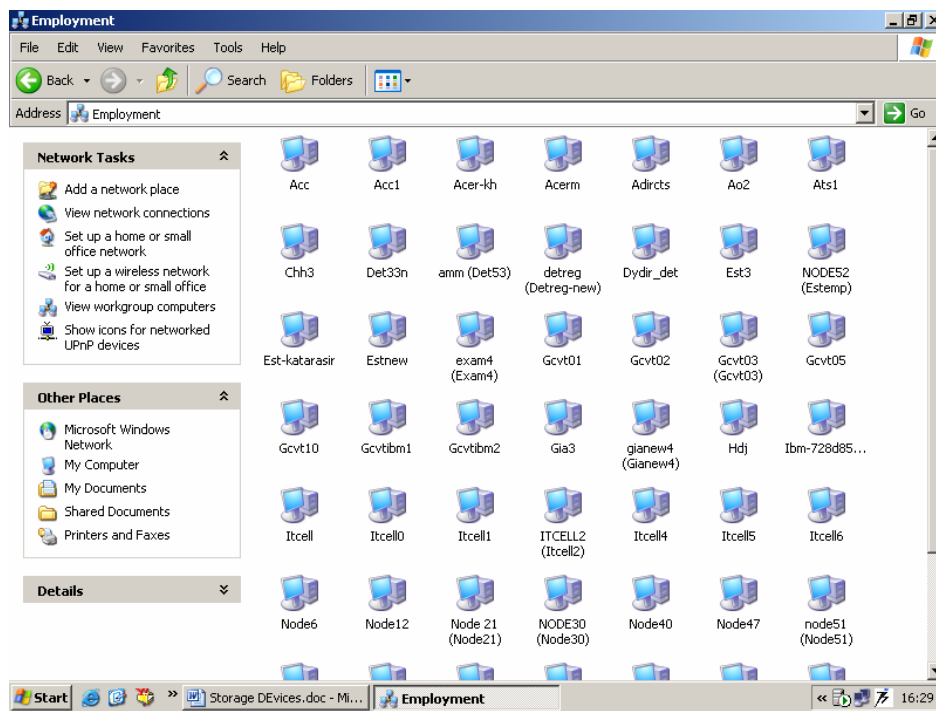 Employment
File Edit View Favorites Tools Help
Back Search Folders
Address Employment Go
Network Tasks
Add a network place
View network connections
Set up a home or small
office network
Set up a wireless network
for a home or small office
View workgroup computers
Show icons for networked
UPnP devices
Other Places
Microsoft Windows
Network
My Computer
My Documents
Shared Documents
Printers and Faxes
Details
Acc Acc1 Acer-kh Acerm Adircts Ao2 Ats1
Chh3 Det33n amm (Det53) detreg Dydir_det Est3 NODE52
(Detreg-new) (Estemp)
Est-katarasir Estnew exam4 Gcvt01 Gcvt02 Gcvt03 Gcvt05
(Exam4) (Gcvt03)
Gcvt10 Gcvtibm1 Gcvtibm2 Gia3 gianew4 Hdj Ibm-728d85...
(Gianew4)
Itcell Itcell0 Itcell1 ITCELL2 Itcell4 Itcell5 Itcell6
(Itcell2)
Node6 Node12 Node 21 NODE30 Node40 Node47 node51
(Node21) (Node30) (Node51)
Start » Storage DEvices.doc - Mi... Employment « 16:29